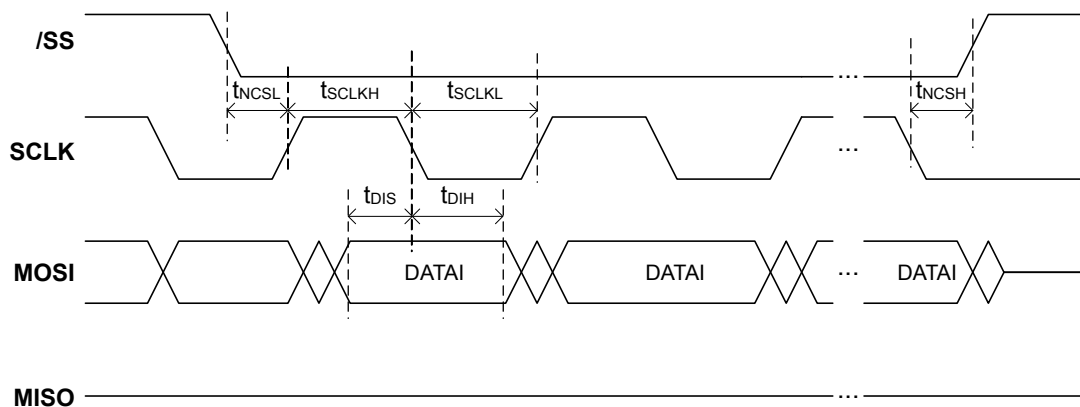 /SS
...
tNCSL
tSCLKH
tSCLKL
tNCSH
SCLK
...
tDIS
tDIH
MOSI
DATAI
DATAI
...
DATAI
MISO
...